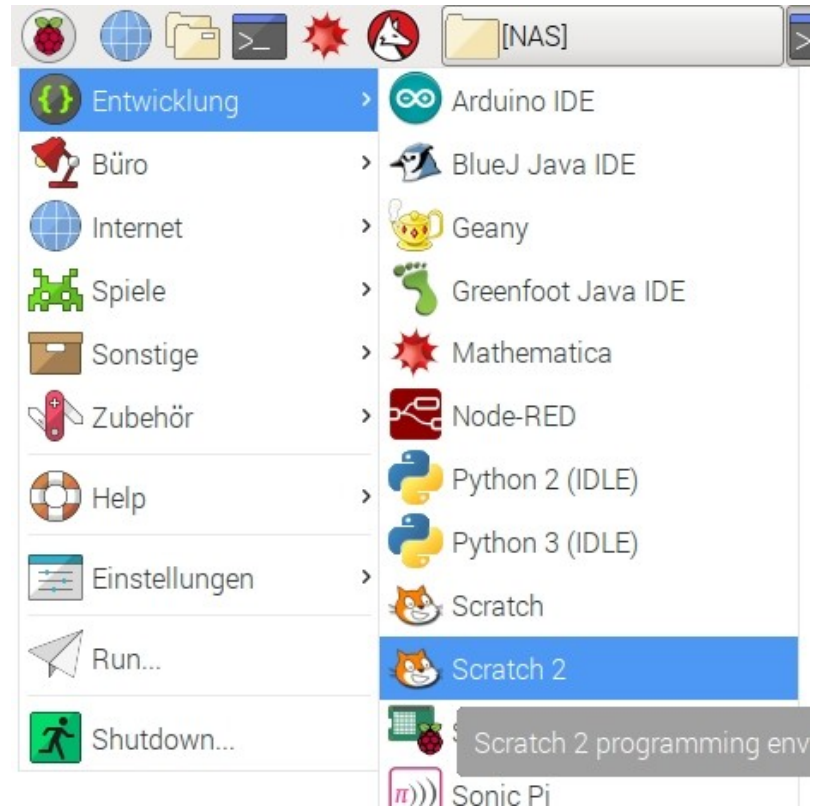 [NAS]
Entwicklung
Büro
Internet
Spiele
Sonstige
Zubehör
Help
Einstellungen
Run...
Shutdown...
Arduino IDE
BlueJ Java IDE
Geany
Greenfoot Java IDE
Mathematica
Node-RED
Python 2 (IDLE)
Python 3 (IDLE)
Scratch
Scratch 2
Scratch 2 programming env
Sonic Pi